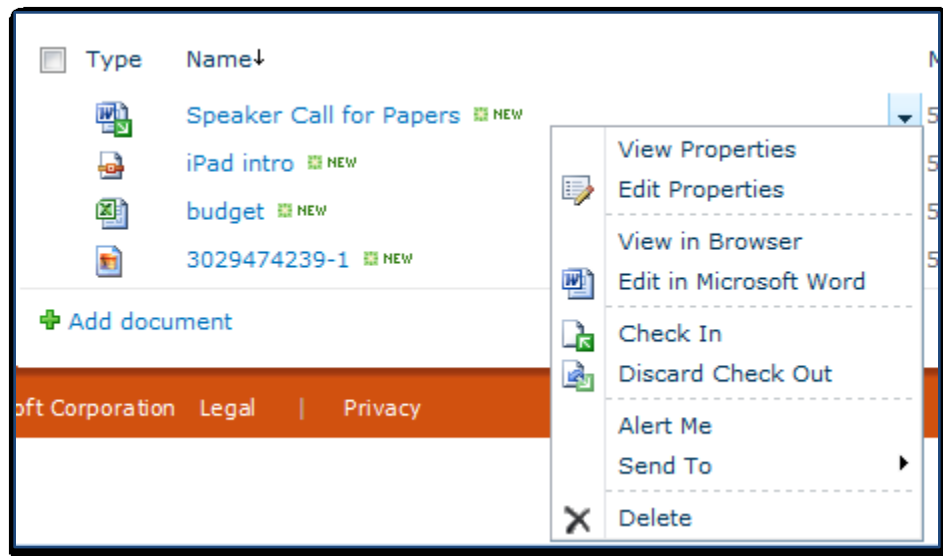 Type Name↓
Speaker Call for Papers NEW
iPad intro NEW
budget NEW
3029474239-1 NEW
Add document
View Properties
Edit Properties
View in Browser
Edit in Microsoft Word
Check In
Discard Check Out
Alert Me
Send To
Delete
oft Corporation Legal | Privacy